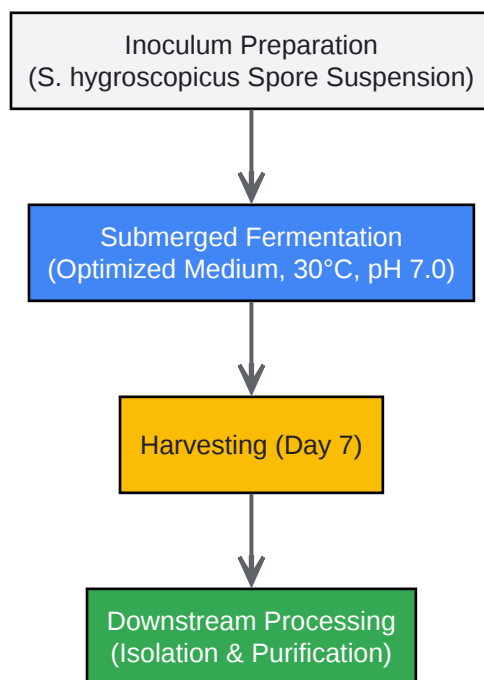 Inoculum Preparation
(S. hygroscopicus Spore Suspension)
Submerged Fermentation
(Optimized Medium, 30°C, pH 7.0)
Harvesting (Day 7)
Downstream Processing
(Isolation & Purification)